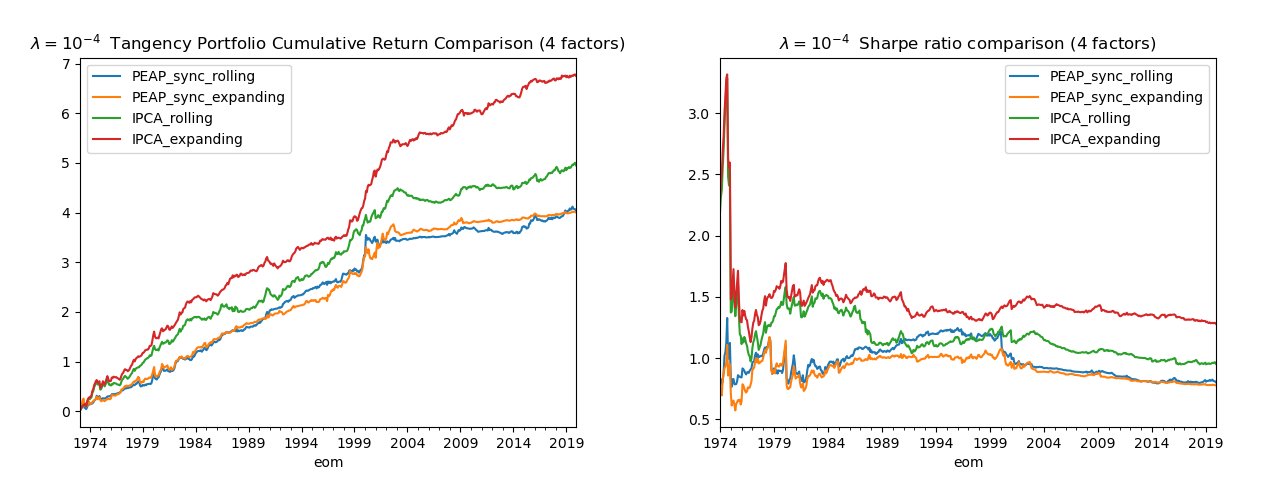 λ = 10⁻⁴ Tangency Portfolio Cumulative Return Comparison (4 factors)
7
6
5
4
3
2
1
0
PEAP_sync_rolling
PEAP_sync_expanding
IPCA_rolling
IPCA_expanding
1974 1979 1984 1989 1994 1999 2004 2009 2014 2019
eom
λ = 10⁻⁴ Sharpe ratio comparison (4 factors)
3.0
2.5
2.0
1.5
1.0
0.5
PEAP_sync_rolling
PEAP_sync_expanding
IPCA_rolling
IPCA_expanding
1974 1979 1984 1989 1994 1999 2004 2009 2014 2019
eom